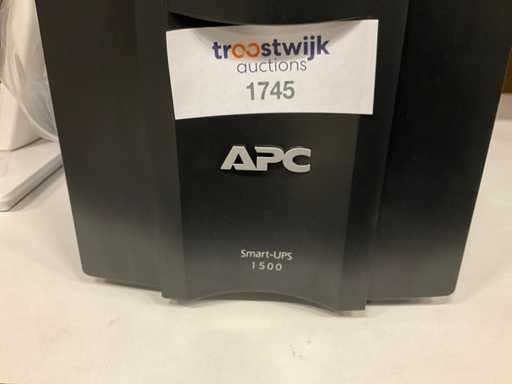 troostwijk
auctions
1745
APC
Smart-UPS
1500